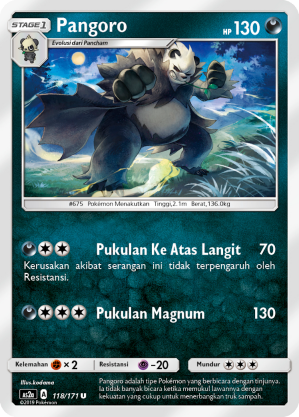 STAGE 1 Pangoro HP 130
Evolusi dari Pancham
#675 Pokémon Menakutkan Tinggi,2.1m Berat,136.0kg
Pukulan Ke Atas Langit 70
Kerusakan akibat serangan ini tidak terpengaruh oleh
Resistansi.
Pukulan Magnum 130
Kelemahan × 2 Resistansi -20 Mundur
Illus.kodama
AS2a A 118/171 U
©2019 Pokémon
Pangoro adalah tipe Pokémon yang berbicara dengan tinjunya.
Ia tidak banyak bicara ketika memukul lawannya dengan
kekuatan yang cukup untuk menerbangkan truk sampah.